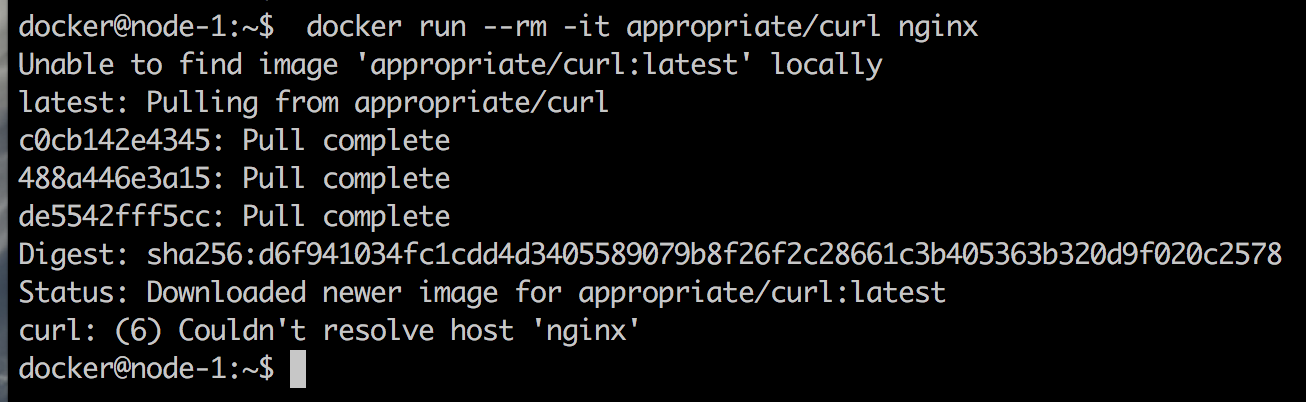 docker@node-1:~$  docker run --rm -it appropriate/curl nginx
Unable to find image 'appropriate/curl:latest' locally
latest: Pulling from appropriate/curl
c0cb142e4345: Pull complete
488a446e3a15: Pull complete
de5542fff5cc: Pull complete
Digest: sha256:d6f941034fc1cdd4d3405589079b8f26f2c28661c3b405363b320d9f020c2578
Status: Downloaded newer image for appropriate/curl:latest
curl: (6) Couldn't resolve host 'nginx'
docker@node-1:~$